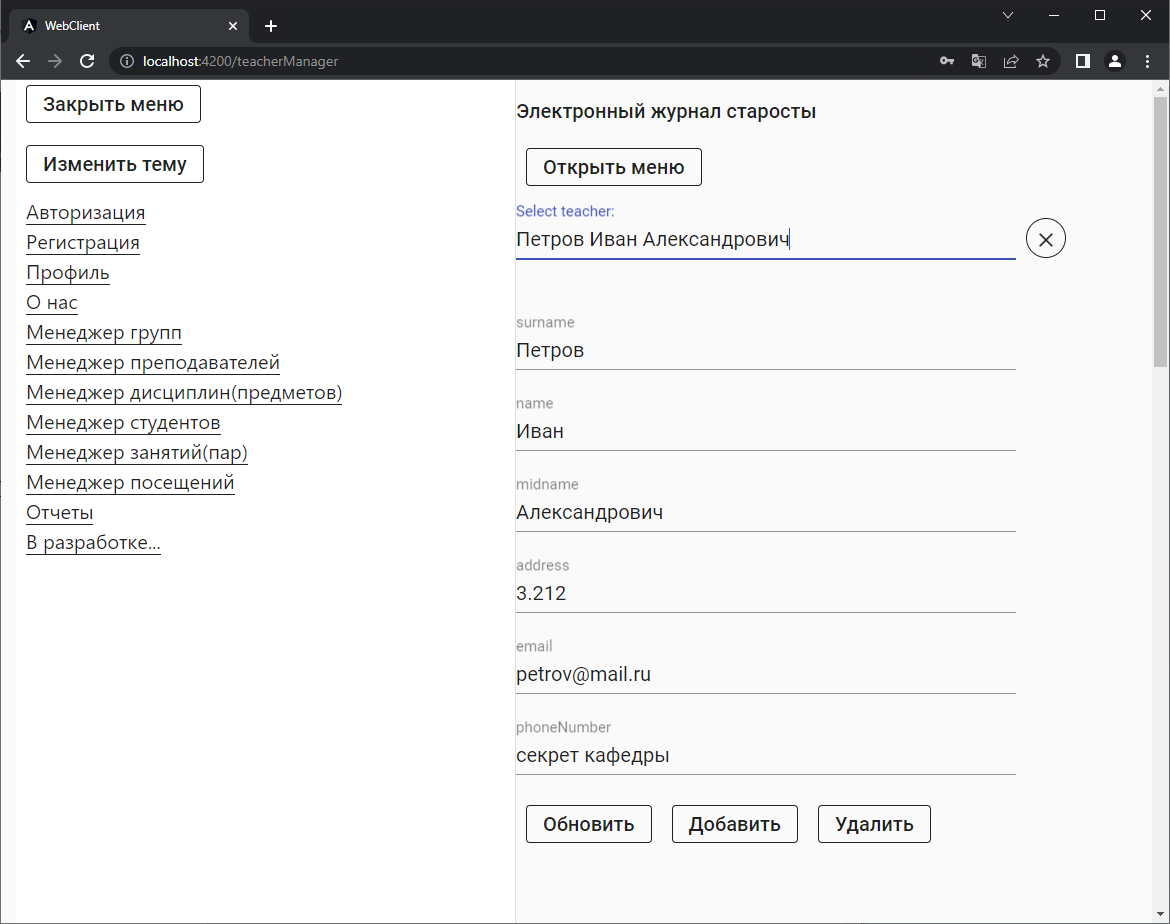 WebClient
localhost:4200/teacherManager
Закрыть меню
Изменить тему
Авторизация
Регистрация
Профиль
О нас
Менеджер групп
Менеджер преподавателей
Менеджер дисциплин(предметов)
Менеджер студентов
Менеджер занятий(пар)
Менеджер посещений
Отчеты
В разработке...
Электронный журнал старосты
Открыть меню
Select teacher:
Петров Иван Александрович
surname
Петров
name
Иван
midname
Александрович
address
3.212
email
petrov@mail.ru
phoneNumber
секрет кафедры
Обновить Добавить Удалить